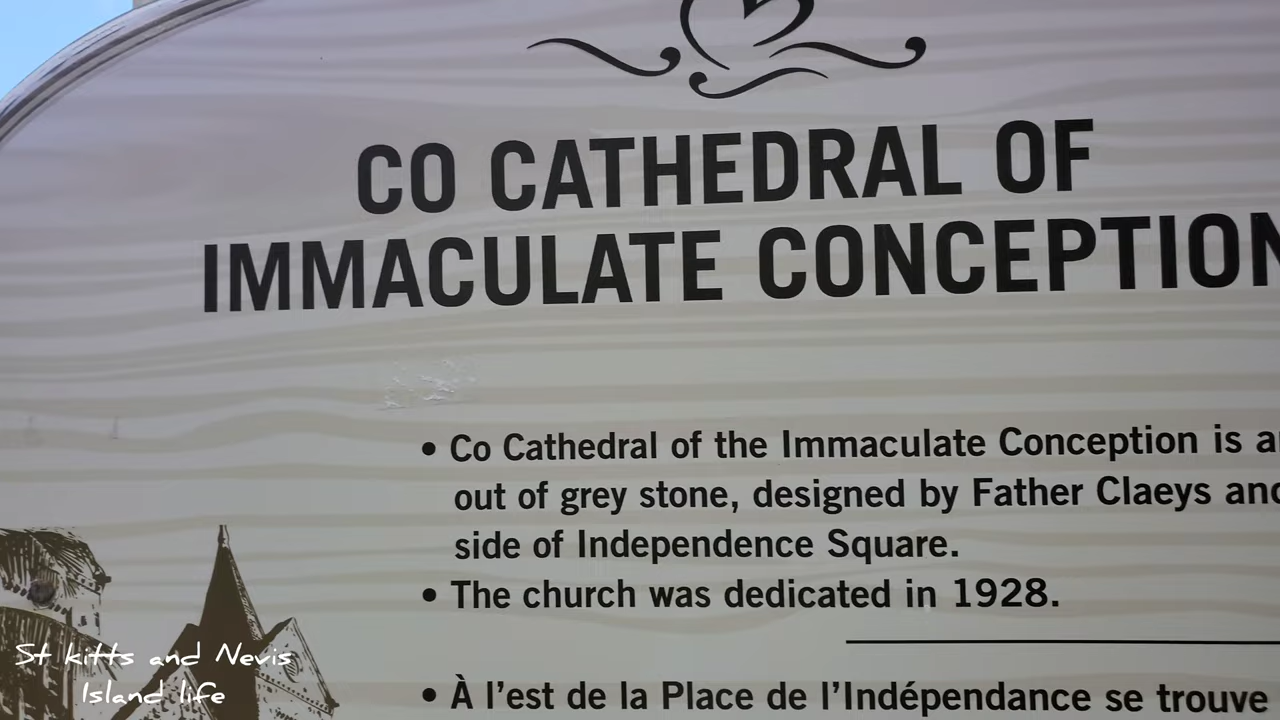 CO CATHEDRAL OF
IMMACULATE CONCEPTION
• Co Cathedral of the Immaculate Conception is
out of grey stone, designed by Father Claeys and
side of Independence Square.
• The church was dedicated in 1928.
• À l'est de la Place de l'Indépendance se trouve
St kitts and Nevis
Island life